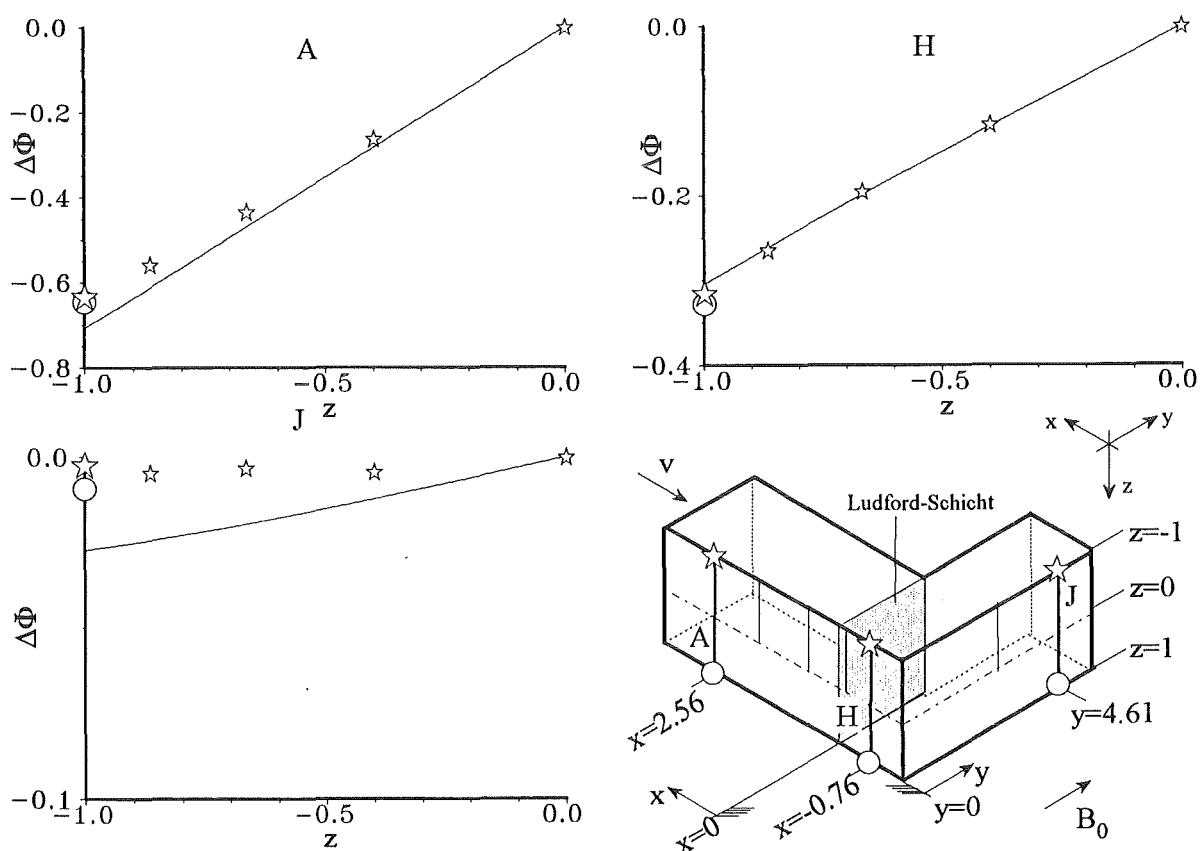 A
0.0
−0.2
−0.4
−0.6
−0.8
ΔΦ
−1.0
−0.5
0.0
z
H
0.0
−0.2
−0.4
ΔΦ
−1.0
−0.5
0.0
z
J
0.0
−0.1
ΔΦ
−1.0
−0.5
0.0
z
x
y
z
v
Ludford-Schicht
z=-1
z=0
z=1
A
H
J
x=2.56
x=0
x=-0.76
y=0
y=4.61
x
y
B0